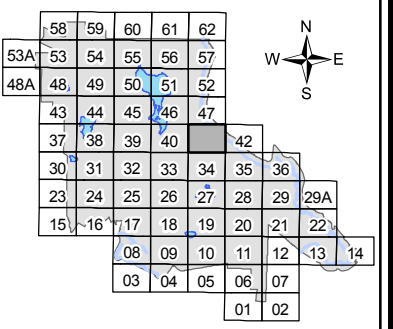 58 59 60 61 62
N
53A 53 54 55 56 57
W E
48A 48 49 50 51 52
S
43 44 45 46 47
37 38 39 40 42
30 31 32 33 34 35 36
23 24 25 26 27 28 29 29A
15 16 17 18 19 20 21 22
08 09 10 11 12 13 14
03 04 05 06 07
01 02